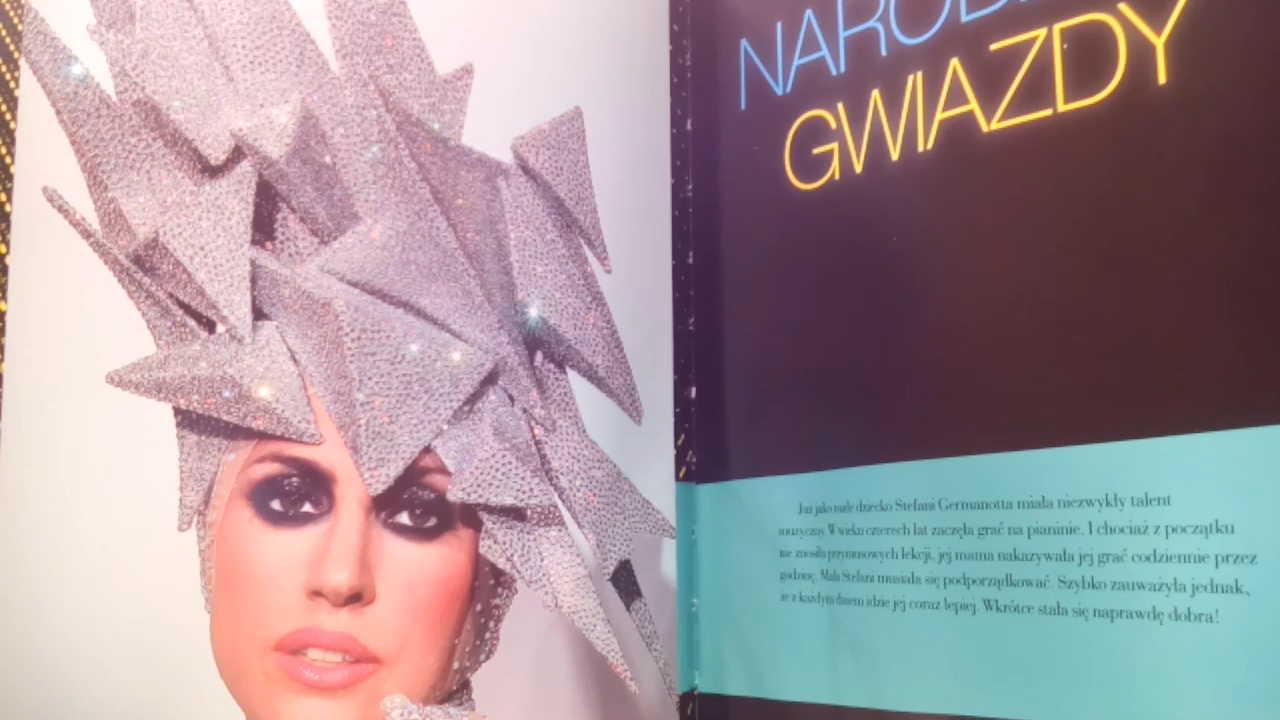 GWIAZDY
Już jako małe dziecko Stefani Germanotta miała niezwykły talent
muzyczny. W wieku czterech lat zaczęła grać na pianinie. I chociaż z początku
nie znosiła przymusowych lekcji, jej mama nakazywała jej grać codziennie przez
godzinę. Mała Stefani musiała się podporządkować. Szybko zauważyła jednak,
że z każdym dniem idzie jej coraz lepiej. Wkrótce stała się naprawdę dobra!